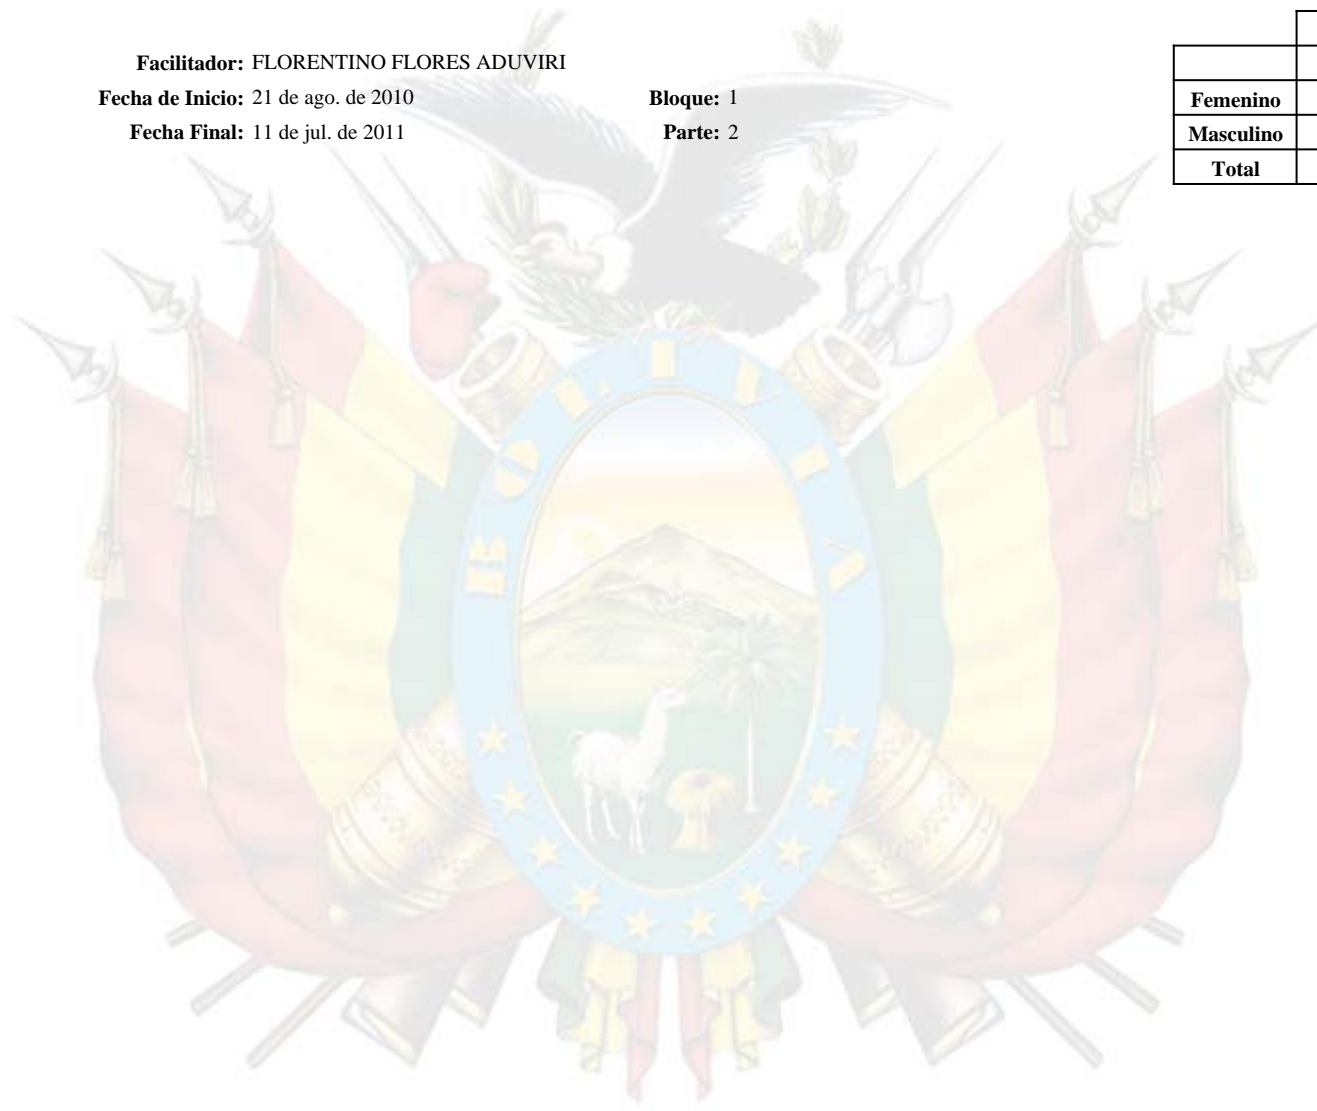 Facilitador: FLORENTINO FLORES ADUVIRI
Fecha de Inicio: 21 de ago. de 2010 Bloque: 1
Fecha Final: 11 de jul. de 2011 Parte: 2
Femenino
Masculino
Total
BOLIVIA